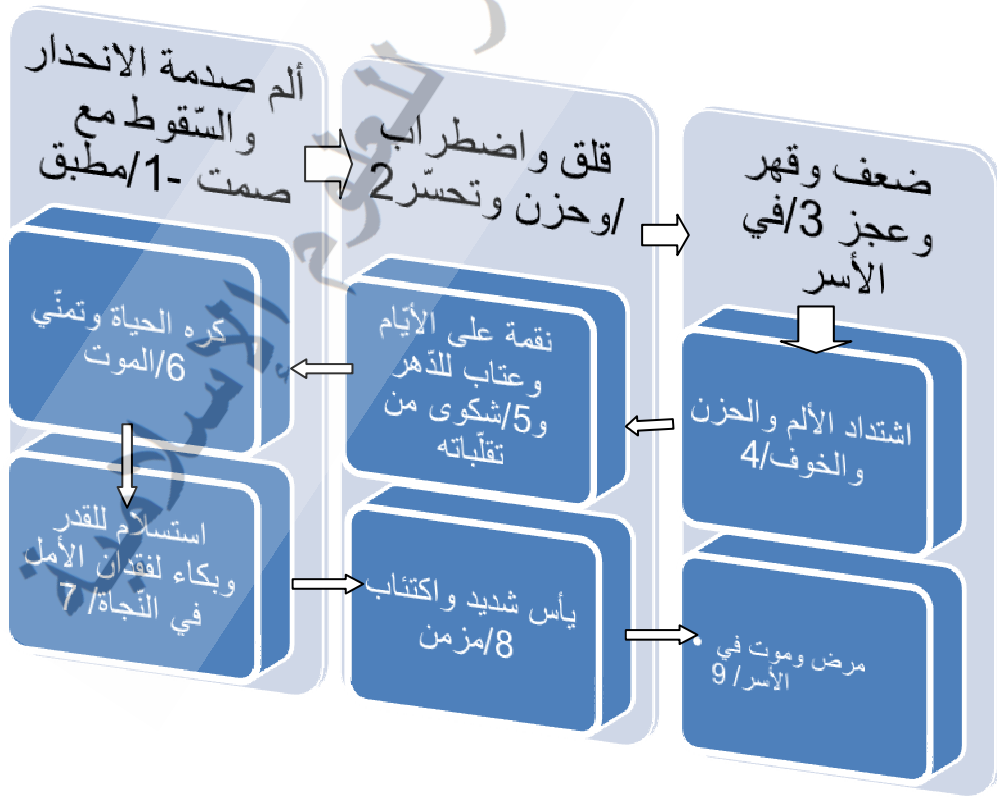 ألم صدمة الانحدار
والسّقوط مع
صمت -1/مطبق
قلق واضطراب
/وحزن وتحسّر2
ضعف وقهر
وعجز 3/في
الأسر
اشتداد الألم والحزن
والخوف/4
نقمة على الأيّام
وعتاب للدّهر
و5/شكوى من
تقلّباته
كره الحياة وتمنّي
6/الموت
استسلام للقدر
وبكاء لفقدان الأمل
في النّجاة/ 7
يأس شديد واكتئاب
8/مزمن
• مرض وموت في
الأسر/ 9
للعلوم الإسلامية